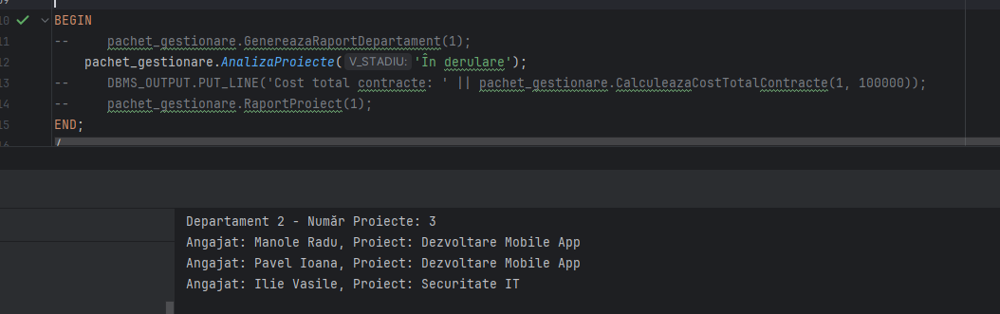 10 BEGIN
11 -- pachet_gestionare.GenereazaRaportDepartament(1);
12 pachet_gestionare.AnalizaProiecte( V_STADIU: 'În derulare');
13 -- DBMS_OUTPUT.PUT_LINE('Cost total contracte: ' || pachet_gestionare.CalculeazaCostTotalContracte(1, 100000));
14 -- pachet_gestionare.RaportProiect(1);
15 END;
16 /
Departament 2 - Număr Proiecte: 3
Angajat: Manole Radu, Proiect: Dezvoltare Mobile App
Angajat: Pavel Ioana, Proiect: Dezvoltare Mobile App
Angajat: Ilie Vasile, Proiect: Securitate IT